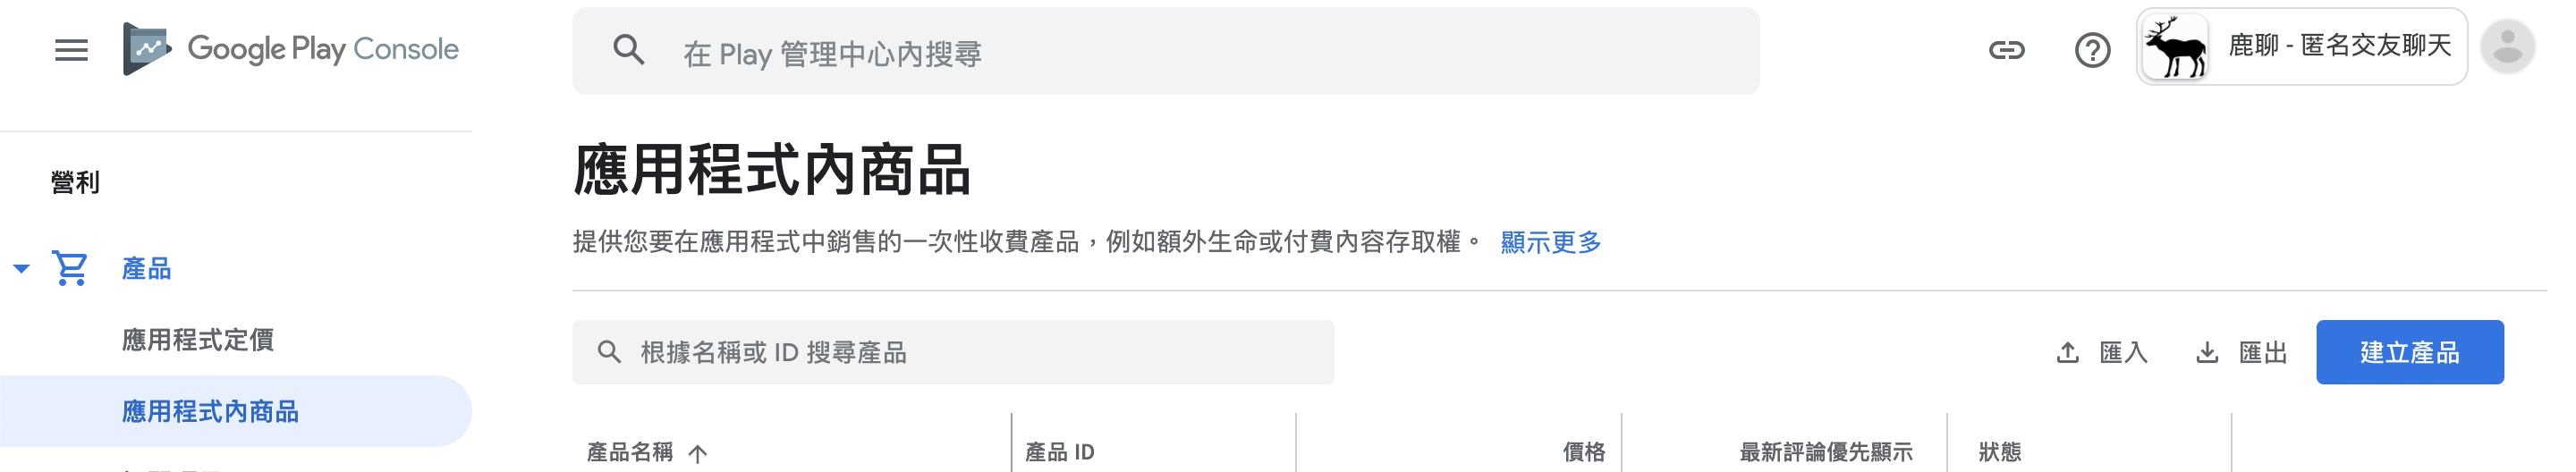 Google Play Console
在 Play 管理中心內搜尋
鹿聊 - 匿名交友聊天
營利
產品
應用程式定價
應用程式內商品
應用程式內商品
提供您要在應用程式中銷售的一次性收費產品，例如額外生命或付費內容存取權。 顯示更多
根據名稱或 ID 搜尋產品
匯入
匯出
建立產品
產品名稱
產品 ID
價格
最新評論優先顯示
狀態